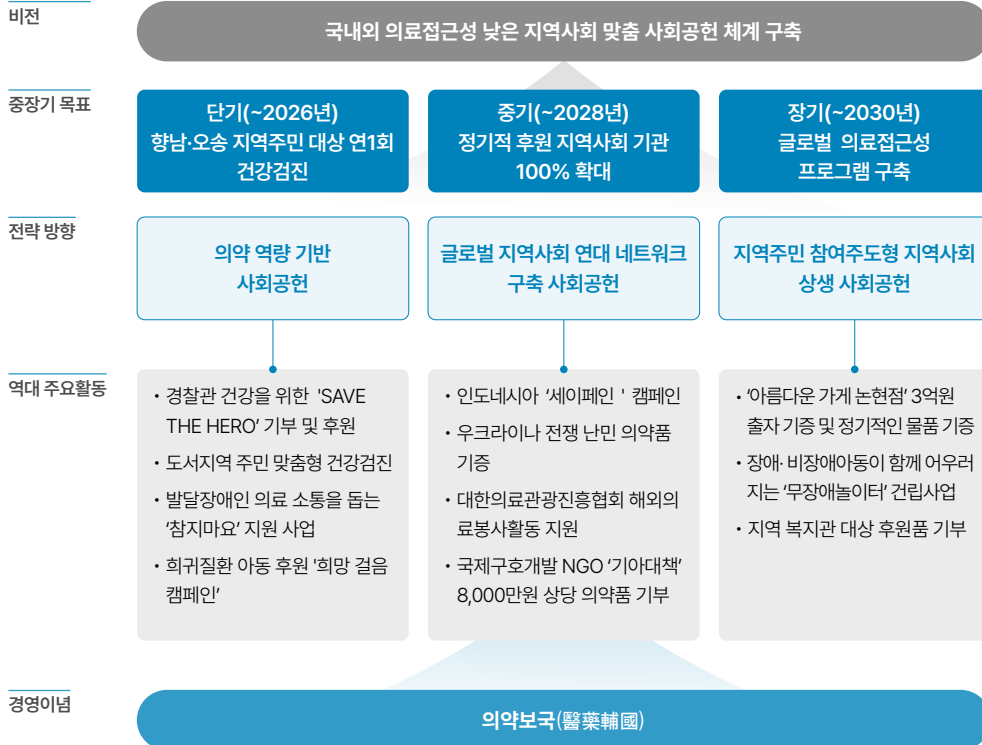 비전
국내외 의료접근성 낮은 지역사회 맞춤 사회공헌 체계 구축
중장기 목표
단기(~2026년)
향남·오송 지역주민 대상 연1회
건강검진
중기(~2028년)
정기적 후원 지역사회 기관
100% 확대
장기(~2030년)
글로벌 의료접근성
프로그램 구축
전략 방향
의약 역량 기반
사회공헌
글로벌 지역사회 연대 네트워크
구축 사회공헌
지역주민 참여주도형 지역사회
상생 사회공헌
역대 주요활동
• 경찰관 건강을 위한 'SAVE
THE HERO’ 기부 및 후원
• 도서지역 주민 맞춤형 건강검진
• 발달장애인 의료 소통을 돕는
‘참지마요’ 지원 사업
• 희귀질환 아동 후원 '희망 걸음
캠페인’
• 인도네시아 ‘세이페인 ' 캠페인
• 우크라이나 전쟁 난민 의약품
기증
• 대한의료관광진흥협회 해외의
료봉사활동 지원
• 국제구호개발 NGO ‘기아대책’
8,000만원 상당 의약품 기부
• ‘아름다운 가게 논현점’ 3억원
출자 기증 및 정기적인 물품 기증
• 장애· 비장애아동이 함께 어우러
지는 ‘무장애놀이터’ 건립사업
• 지역 복지관 대상 후원품 기부
경영이념
의약보국(醫藥輔國)